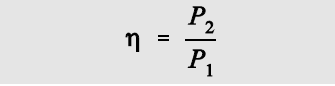 η = P₂/P₁